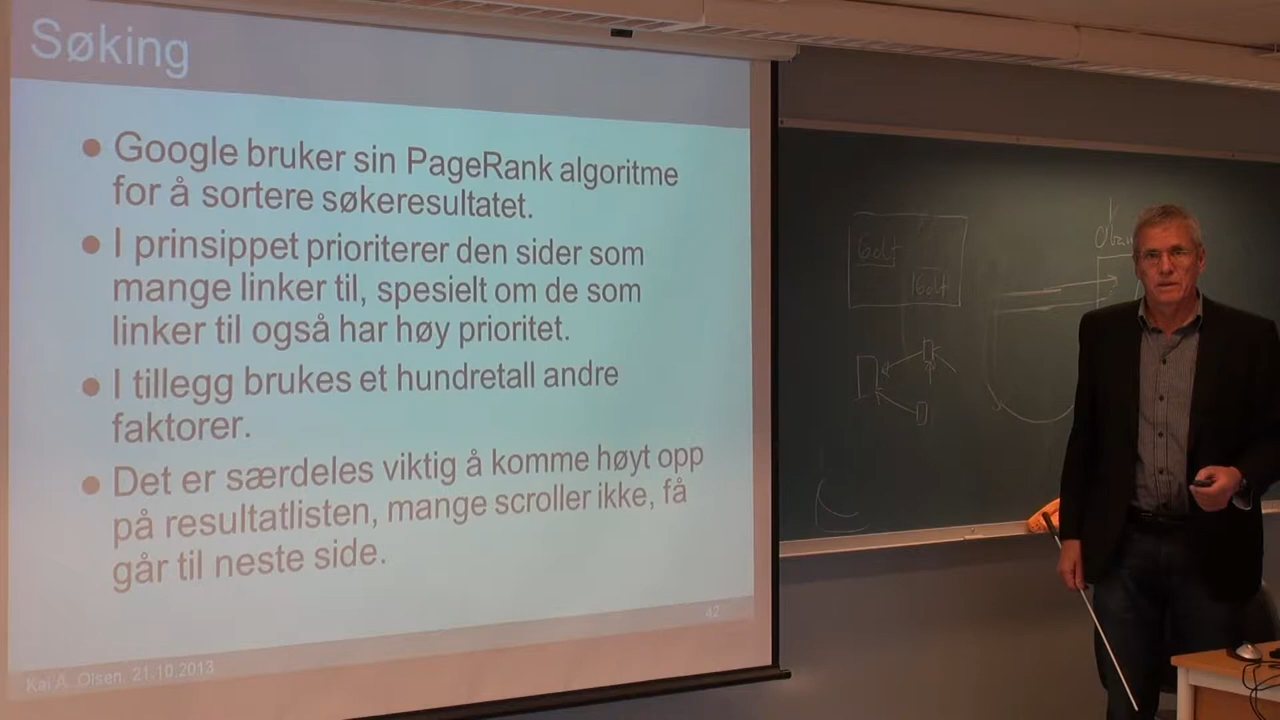 Søking
Google bruker sin PageRank algoritme
for å sortere søkeresultatet.
I prinsippet prioriterer den sider som
mange linker til, spesielt om de som
linker til også har høy prioritet.
I tillegg brukes et hundretall andre
faktorer.
Det er særdeles viktig å komme høyt opp
på resultatlisten, mange scroller ikke, få
går til neste side.
42
Kai A. Olsen, 21.10.2013